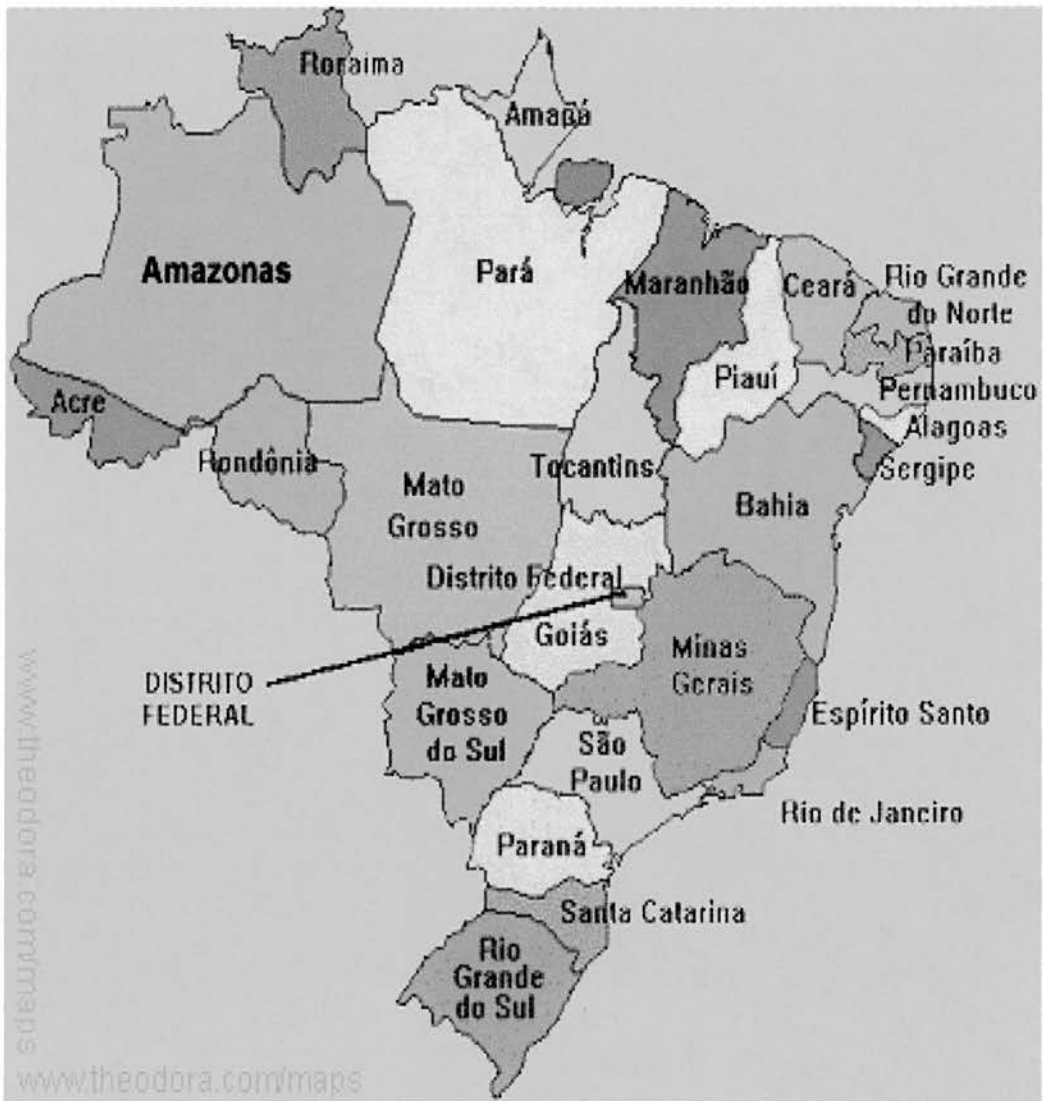 Roraima
Amapá
Amazonas
Pará
Maranhão
Ceará
Rio Grande
do Norte
Paraíba
Piauí
Pernambuco
Acre
Alagoas
Rondônia
Tocantins
Sergipe
Mato
Grosso
Bahia
Distrito Federal
Goiás
Minas
Gerais
DISTRITO
FEDERAL
Mato
Grosso
do Sul
Espírito Santo
São
Paulo
Rio de Janeiro
Paraná
Santa Catarina
Rio
Grande
do Sul
www.theodora.com/maps
www.theodora.com/maps